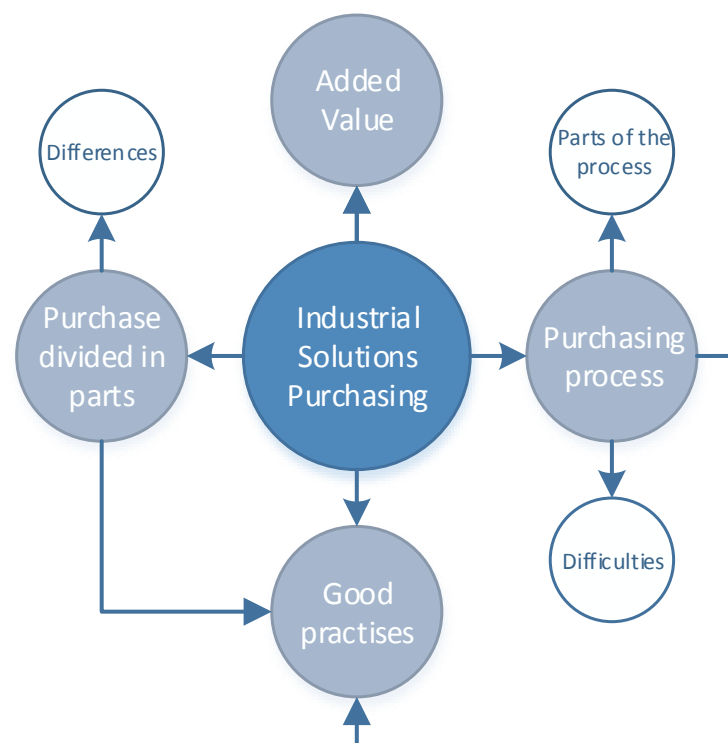 Added
Value
Differences
Parts of the
process
Purchase
divided in
parts
Industrial
Solutions
Purchasing
Purchasing
process
Difficulties
Good
practises